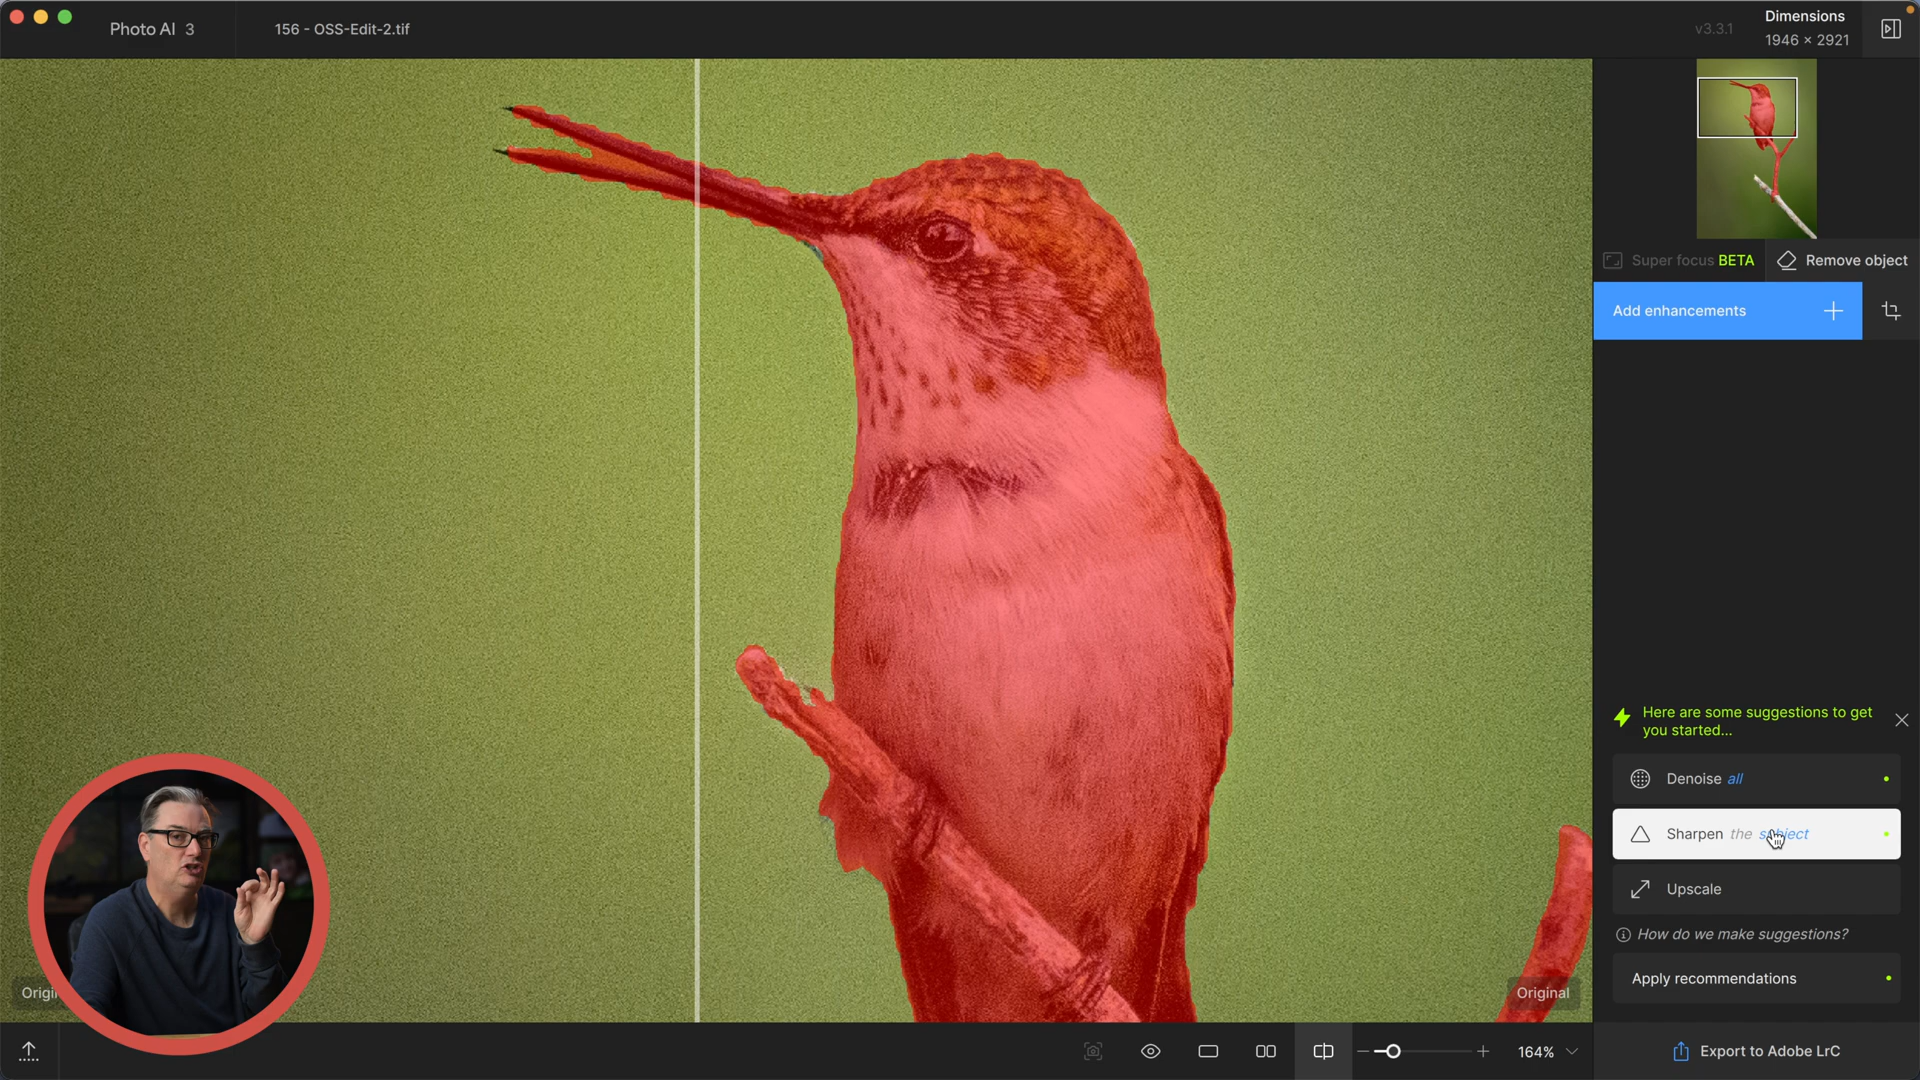 Photo AI 3
156 - OSS-Edit-2.tif
v3.3.1
Dimensions
1946 × 2921
Super focus BETA
Remove object
Add enhancements
Here are some suggestions to get
you started...
Denoise all
Sharpen the subject
Upscale
How do we make suggestions?
Apply recommendations
Original
164%
Export to Adobe LrC